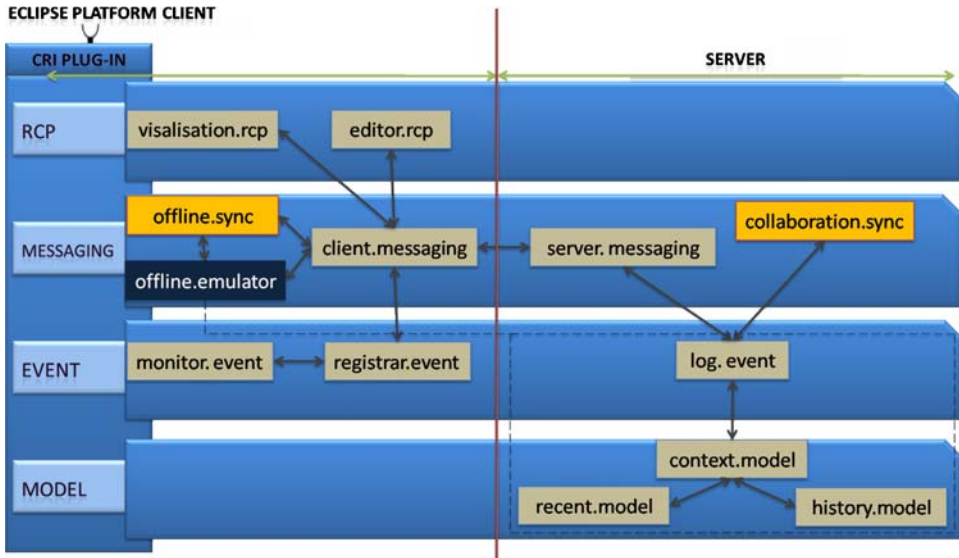 ECLIPSE PLATFORM CLIENT
CRI PLUG-IN
SERVER
RCP
visalisation.rcp
editor.rcp
offline.sync
collaboration.sync
MESSAGING
client.messaging
server. messaging
offline.emulator
EVENT
monitor. event
registrar.event
log. event
context.model
MODEL
recent.model
history.model